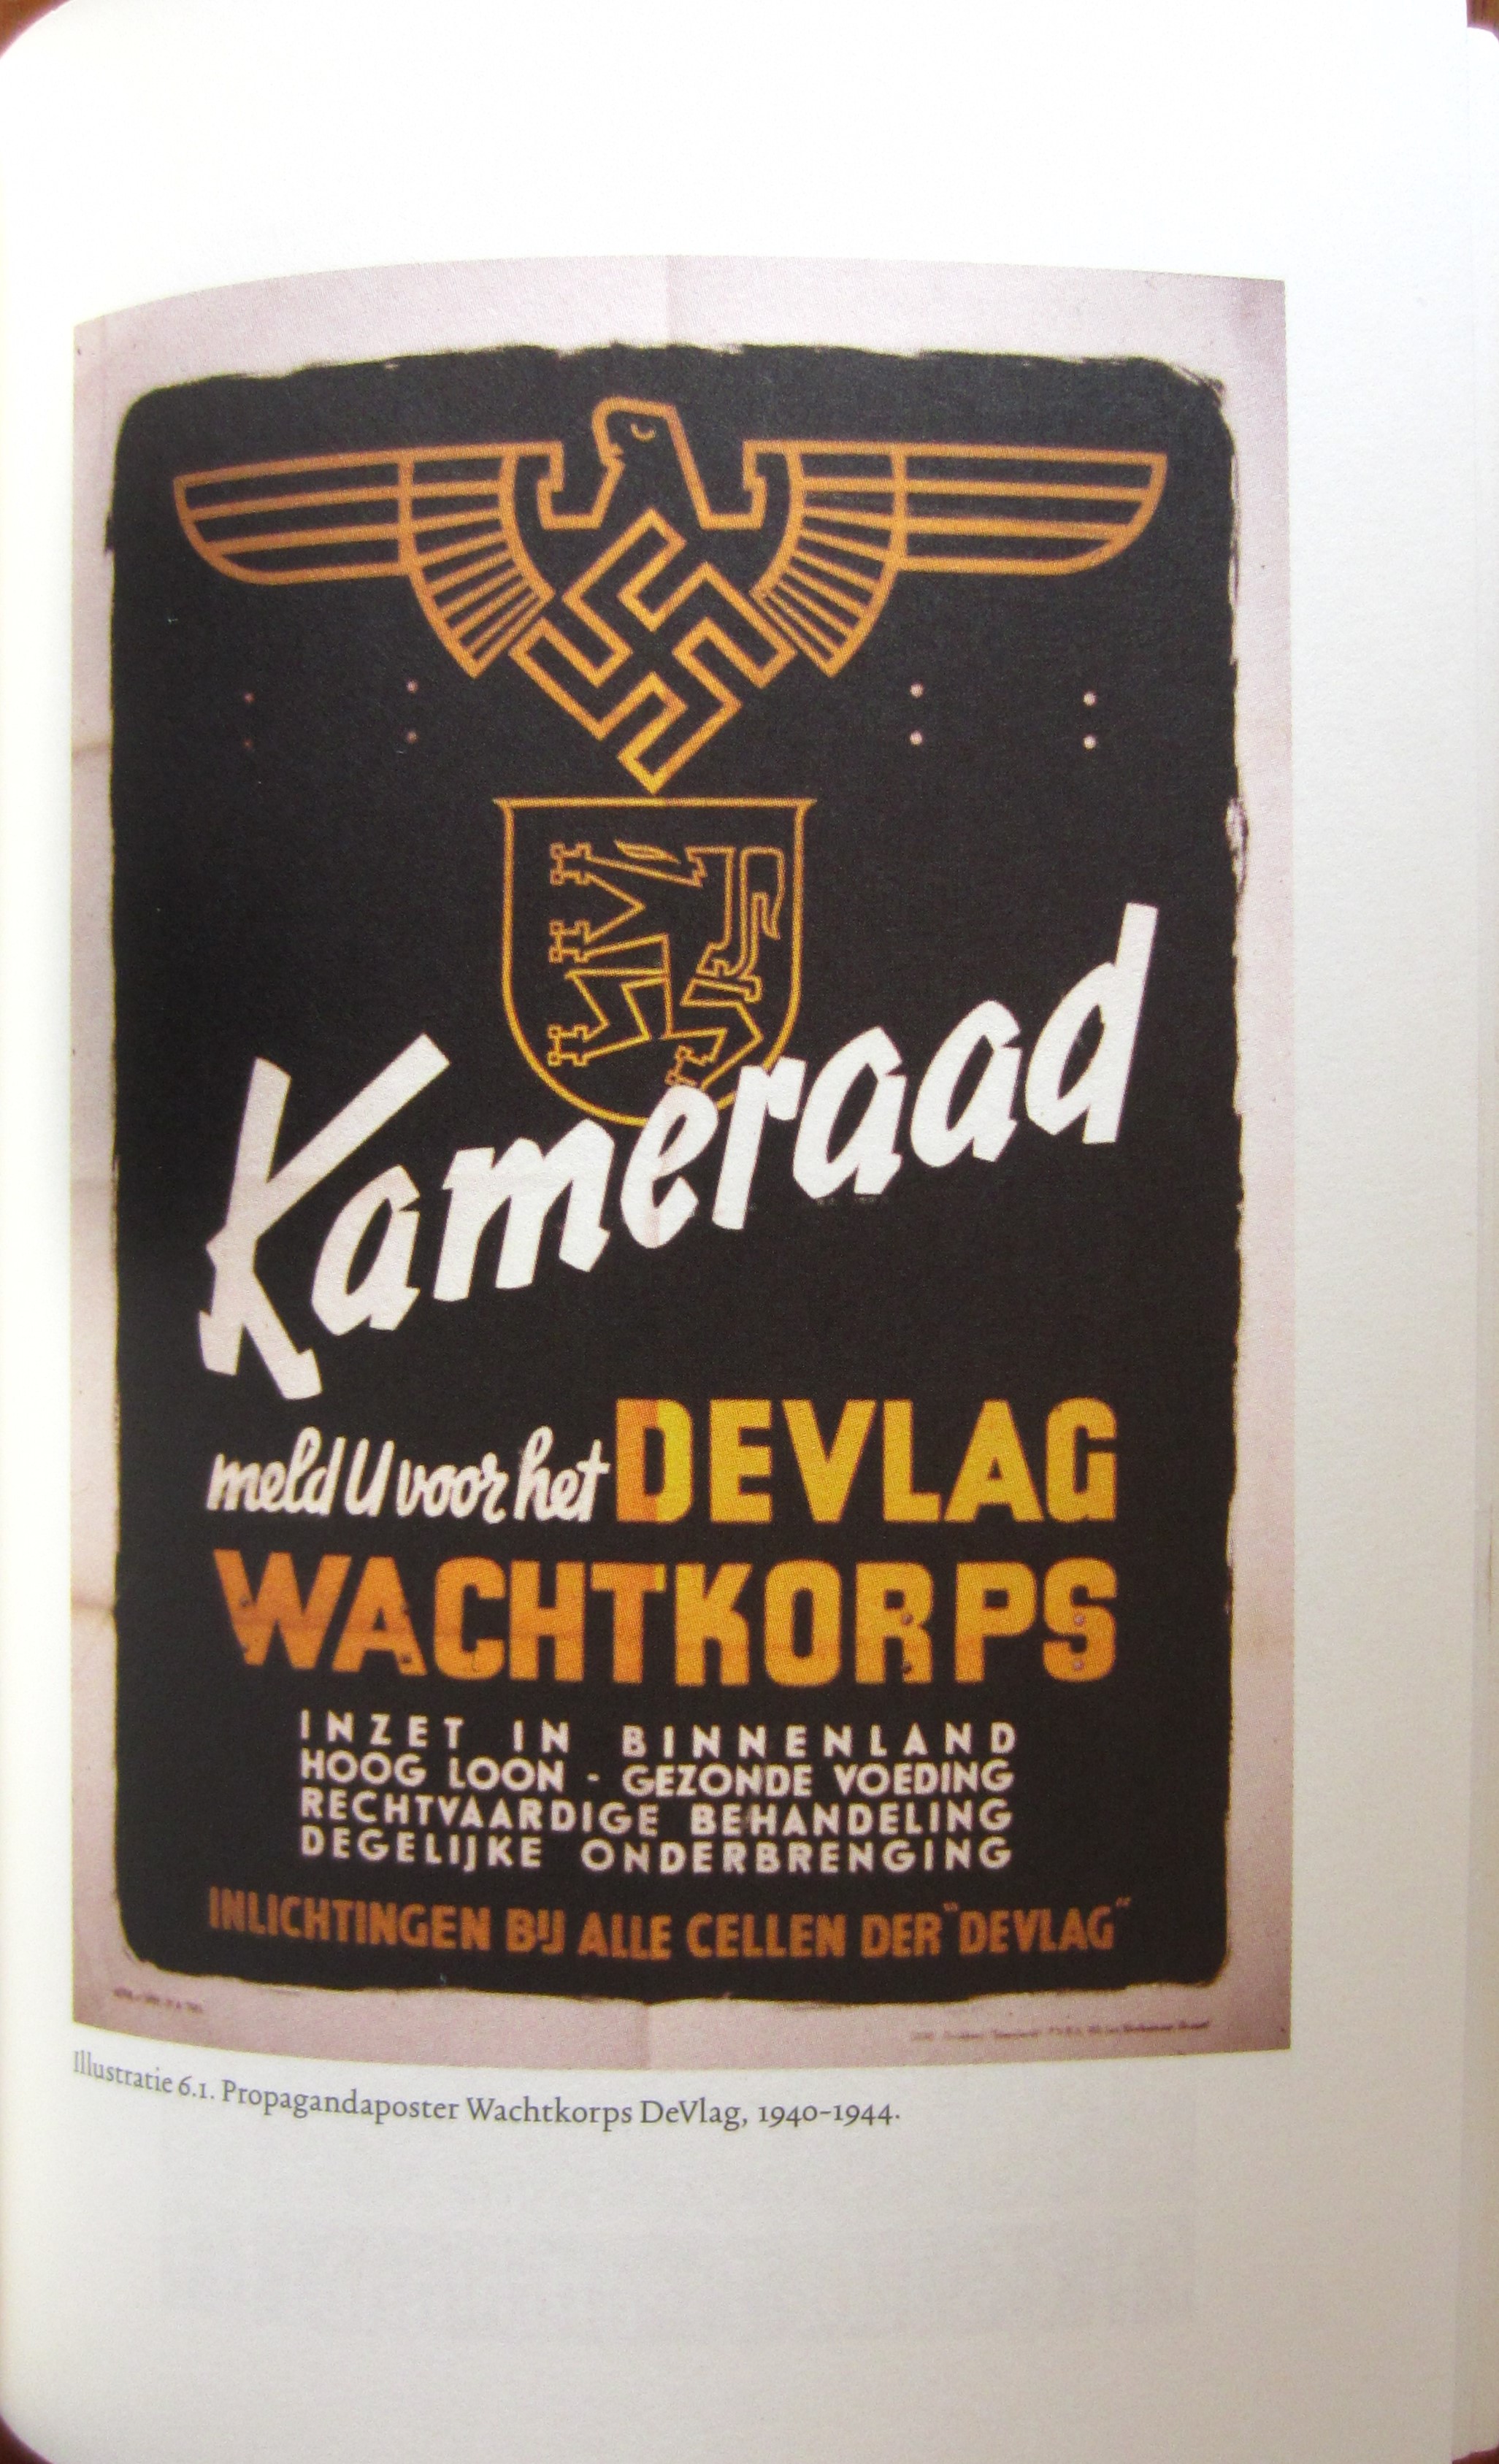 Kameraad
meld U voor het DEVLAG
WACHTKORPS
INZET IN BINNENLAND
HOOG LOON - GEZONDE VOEDING
RECHTVAARDIGE BEHANDELING
DEGELIJKE ONDERBRENGING
INLICHTINGEN BIJ ALLE CELLEN DER "DEVLAG"
Illustratie 6.1. Propagandaposter Wachtkorps DeVlag, 1940-1944.